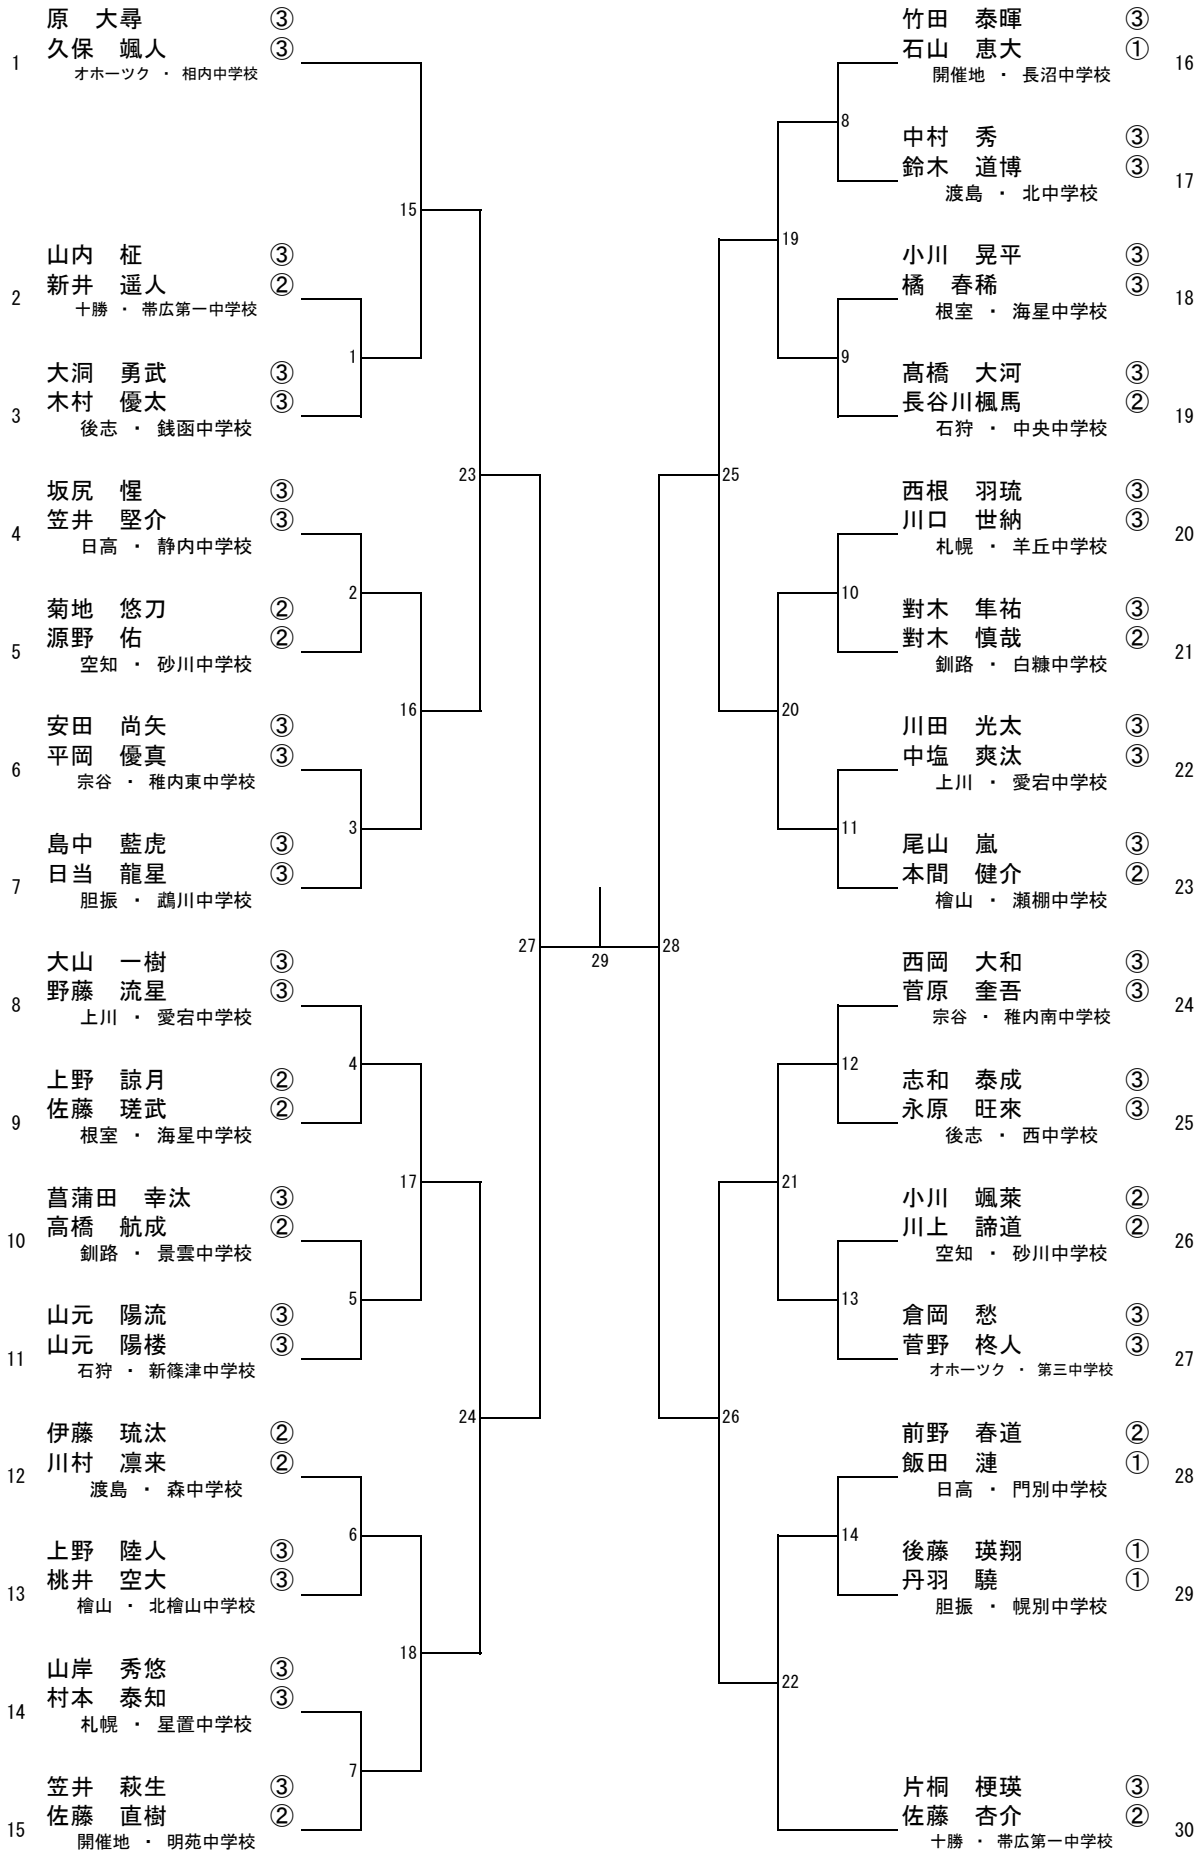 原　大尋 ③
久保　颯人 ③
1
オホーツク ・ 相内中学校
山内　柾 ③
新井　遥人 ②
2
十勝 ・ 帯広第一中学校
大洞　勇武 ③
木村　優太 ③
3
後志 ・ 銭函中学校
坂尻　惺 ③
笠井　堅介 ③
4
日高 ・ 静内中学校
菊地　悠刀 ②
源野　佑 ②
5
空知 ・ 砂川中学校
安田　尚矢 ③
平岡　優真 ③
6
宗谷 ・ 稚内東中学校
島中　藍虎 ③
日当　龍星 ③
7
胆振 ・ 鵡川中学校
大山　一樹 ③
野藤　流星 ③
8
上川 ・ 愛宕中学校
上野　諒月 ②
佐藤　瑳武 ②
9
根室 ・ 海星中学校
菖蒲田　幸汰 ③
高橋　航成 ②
10
釧路 ・ 景雲中学校
山元　陽流 ③
山元　陽楼 ③
11
石狩 ・ 新篠津中学校
伊藤　琉汰 ②
川村　凛来 ②
12
渡島 ・ 森中学校
上野　陸人 ③
桃井　空大 ③
13
檜山 ・ 北檜山中学校
山岸　秀悠 ③
村本　泰知 ③
14
札幌 ・ 星置中学校
笠井　萩生 ③
佐藤　直樹 ②
15
開催地 ・ 明苑中学校
1
2
3
4
5
6
7
15
16
17
18
23
24
27
29
28
25
26
19
20
21
22
8
9
10
11
12
13
14
竹田　泰暉 ③
石山　恵大 ①
16
開催地 ・ 長沼中学校
中村　秀 ③
鈴木　道博 ③
17
渡島 ・ 北中学校
小川　晃平 ③
橘　春稀 ③
18
根室 ・ 海星中学校
髙橋　大河 ③
長谷川楓馬 ②
19
石狩 ・ 中央中学校
西根　羽琉 ③
川口　世納 ③
20
札幌 ・ 羊丘中学校
對木　隼祐 ③
對木　慎哉 ②
21
釧路 ・ 白糠中学校
川田　光太 ③
中塩　爽汰 ③
22
上川 ・ 愛宕中学校
尾山　嵐 ③
本間　健介 ②
23
檜山 ・ 瀬棚中学校
西岡　大和 ③
菅原　奎吾 ③
24
宗谷 ・ 稚内南中学校
志和　泰成 ③
永原　旺來 ③
25
後志 ・ 西中学校
小川　颯萊 ②
川上　諦道 ②
26
空知 ・ 砂川中学校
倉岡　愁 ③
菅野　柊人 ③
27
オホーツク ・ 第三中学校
前野　春道 ②
飯田　漣 ①
28
日高 ・ 門別中学校
後藤　瑛翔 ①
丹羽　驍 ①
29
胆振 ・ 幌別中学校
片桐　梗瑛 ③
佐藤　杏介 ②
30
十勝 ・ 帯広第一中学校